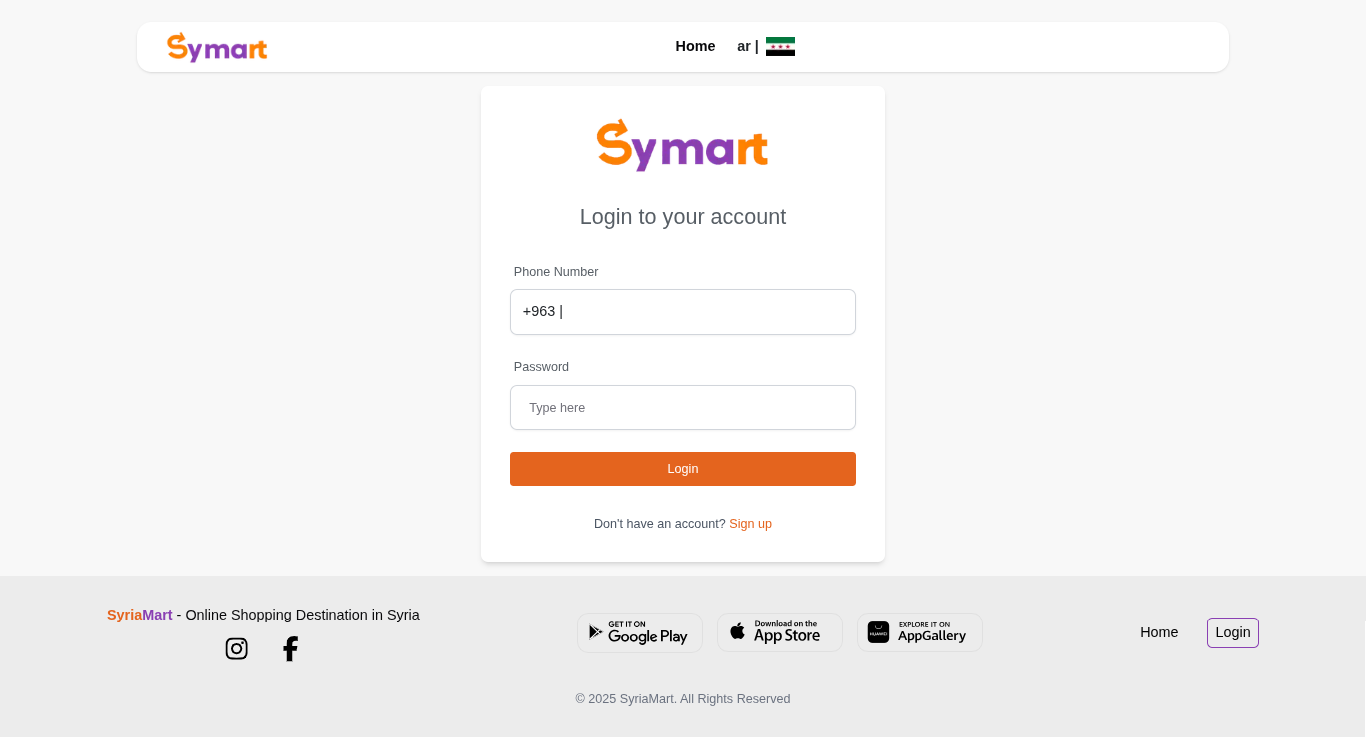 Symart
Home
ar |
Symart
Login to your account
Phone Number
+963 |
Password
Type here
Login
Don't have an account? Sign up
SyriaMart - Online Shopping Destination in Syria
GET IT ON
Google Play
Download on the
App Store
HUAWEI
EXPLORE IT ON
AppGallery
Home
Login
© 2025 SyriaMart. All Rights Reserved